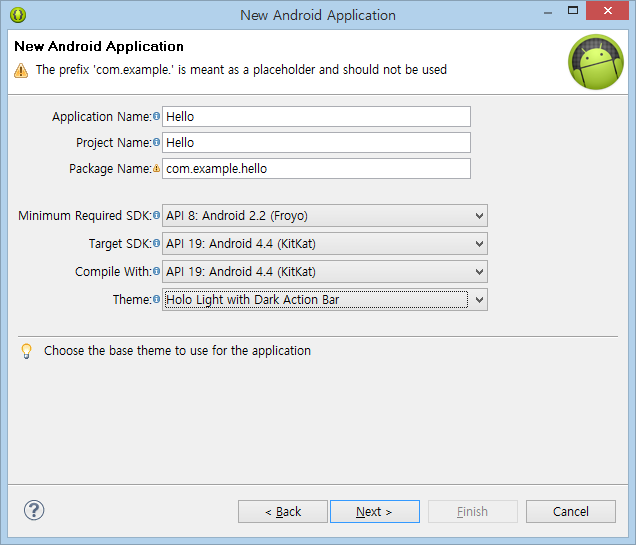 New Android Application
New Android Application
The prefix 'com.example.' is meant as a placeholder and should not be used
Application Name: Hello
Project Name: Hello
Package Name: com.example.hello
Minimum Required SDK: API 8: Android 2.2 (Froyo)
Target SDK: API 19: Android 4.4 (KitKat)
Compile With: API 19: Android 4.4 (KitKat)
Theme: Holo Light with Dark Action Bar
Choose the base theme to use for the application
? < Back Next > Finish Cancel